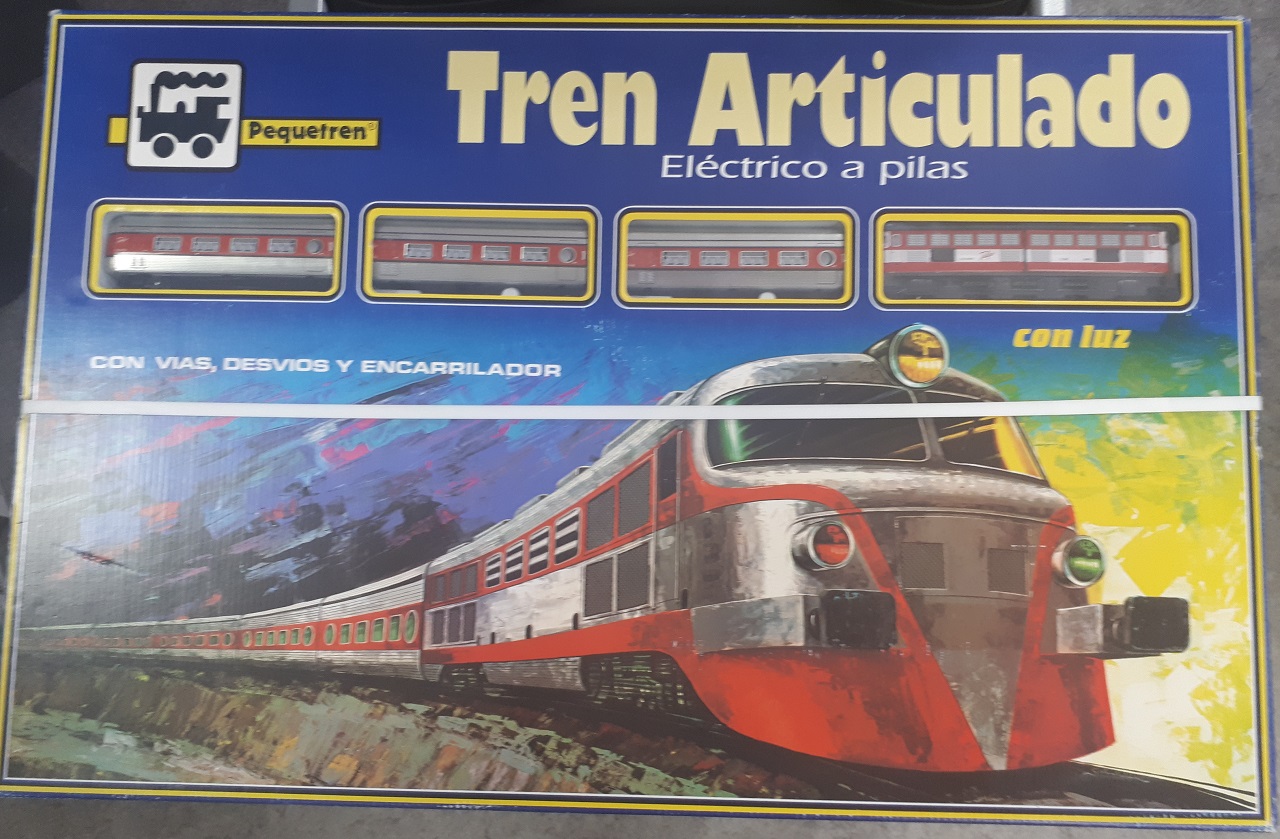 Pequetren®
Tren Articulado
Eléctrico a pilas
con luz
CON VIAS, DESVIOS Y ENCARRILADOR